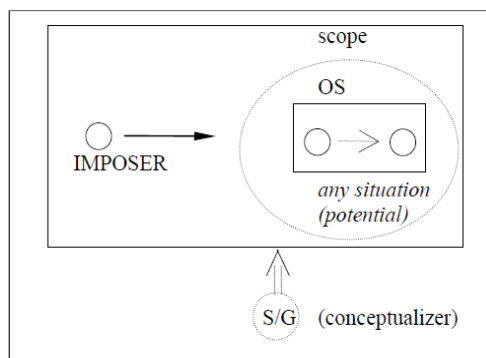 scope
OS
IMPOSER
any situation
(potential)
S/G (conceptualizer)